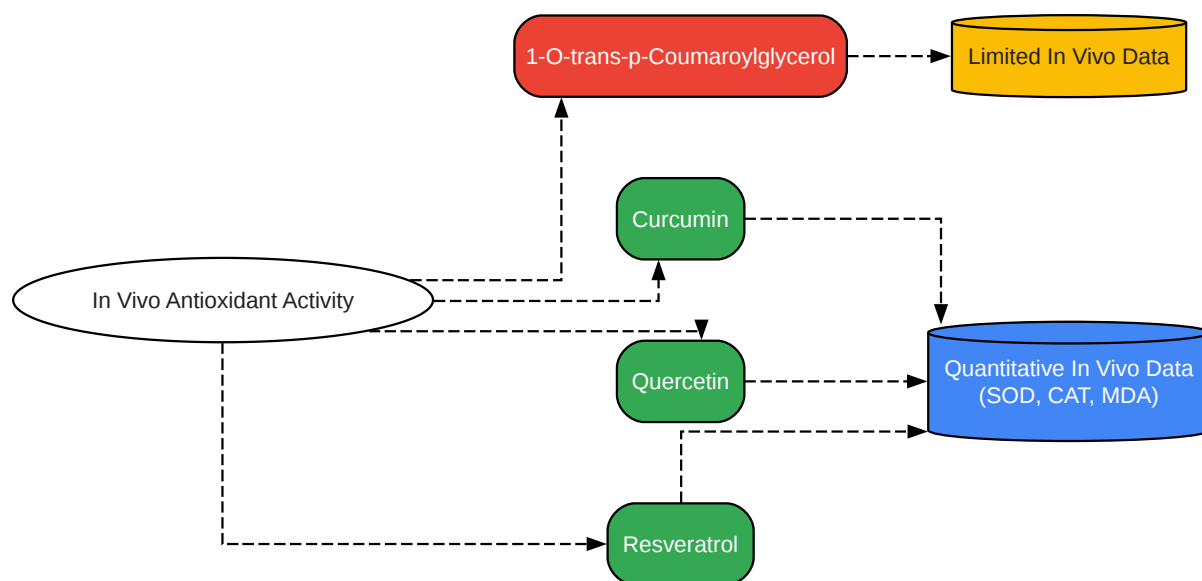 1-O-trans-p-Coumaroylglycerol
Limited In Vivo Data
Curcumin
In Vivo Antioxidant Activity
Quercetin
Quantitative In Vivo Data
(SOD, CAT, MDA)
Resveratrol